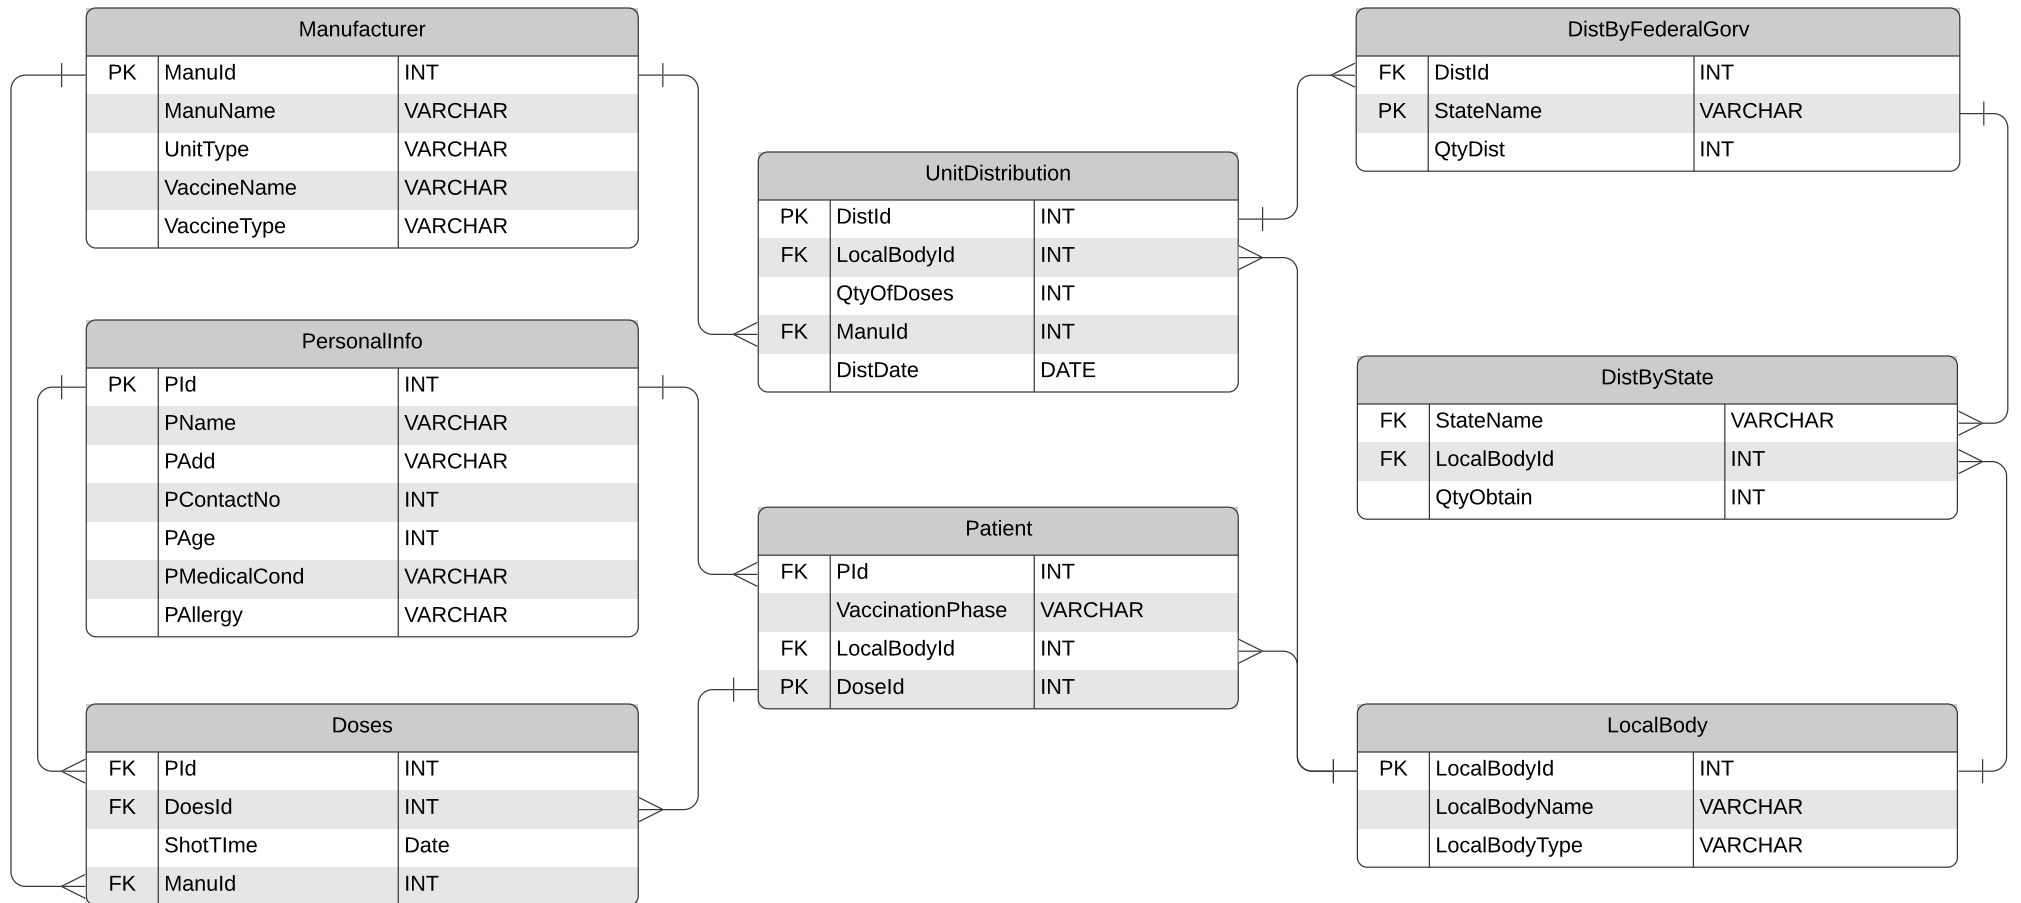 Manufacturer
PK ManuId INT
ManuName VARCHAR
UnitType VARCHAR
VaccineName VARCHAR
VaccineType VARCHAR
PersonalInfo
PK PId INT
PName VARCHAR
PAdd VARCHAR
PContactNo INT
PAge INT
PMedicalCond VARCHAR
PAllergy VARCHAR
Doses
FK PId INT
FK DoesId INT
ShotTIme Date
FK ManuId INT
UnitDistribution
PK DistId INT
FK LocalBodyId INT
QtyOfDoses INT
FK ManuId INT
DistDate DATE
Patient
FK PId INT
VaccinationPhase VARCHAR
FK LocalBodyId INT
PK DoseId INT
DistByFederalGorv
FK DistId INT
PK StateName VARCHAR
QtyDist INT
DistByState
FK StateName VARCHAR
FK LocalBodyId INT
QtyObtain INT
LocalBody
PK LocalBodyId INT
LocalBodyName VARCHAR
LocalBodyType VARCHAR